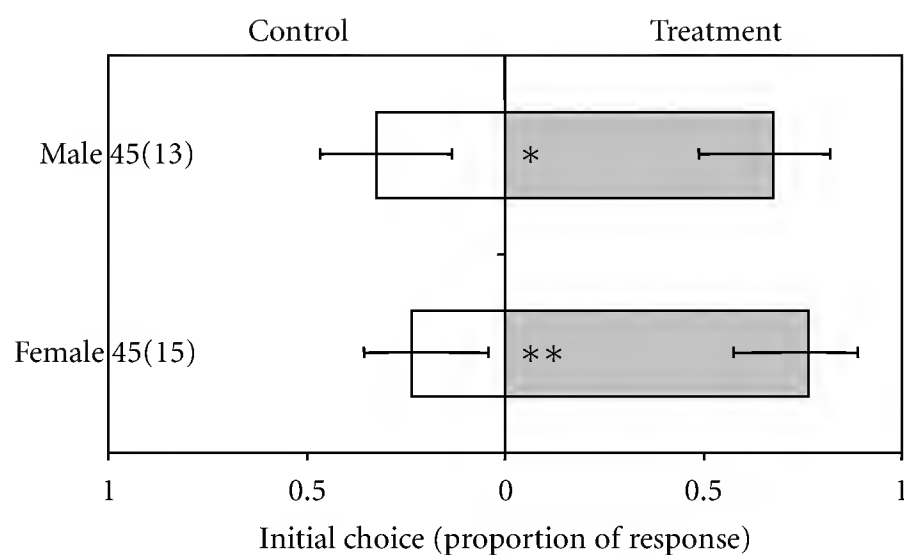 Control Treatment
Male 45(13)
*
Female 45(15)
**
1 0.5 0 0.5 1
Initial choice (proportion of response)